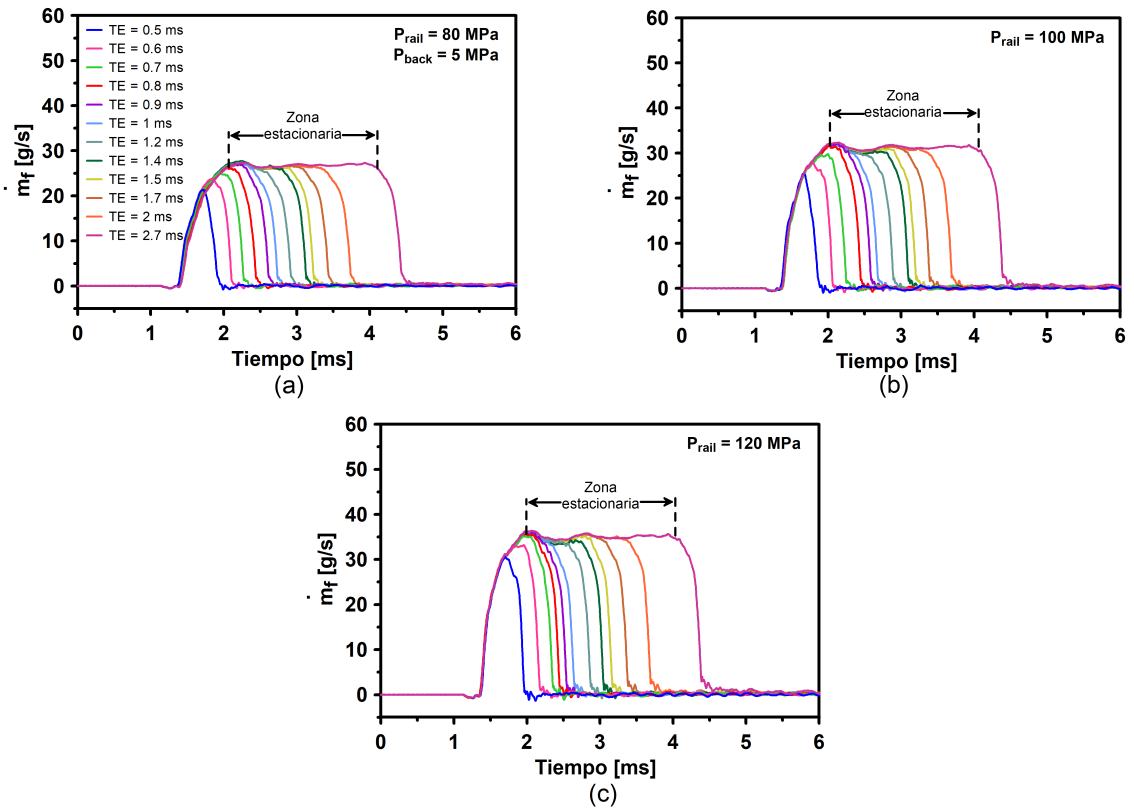 60
50
40
30
20
10
0
ṁf [g/s]
TE = 0.5 ms
TE = 0.6 ms
TE = 0.7 ms
TE = 0.8 ms
TE = 0.9 ms
TE = 1 ms
TE = 1.2 ms
TE = 1.4 ms
TE = 1.5 ms
TE = 1.7 ms
TE = 2 ms
TE = 2.7 ms
Prail = 80 MPa
Pback = 5 MPa
Zona
estacionaria
0 1 2 3 4 5 6
Tiempo [ms]
(a)
60
50
40
30
20
10
0
ṁf [g/s]
Prail = 100 MPa
Zona
estacionaria
0 1 2 3 4 5 6
Tiempo [ms]
(b)
60
50
40
30
20
10
0
ṁf [g/s]
Prail = 120 MPa
Zona
estacionaria
0 1 2 3 4 5 6
Tiempo [ms]
(c)